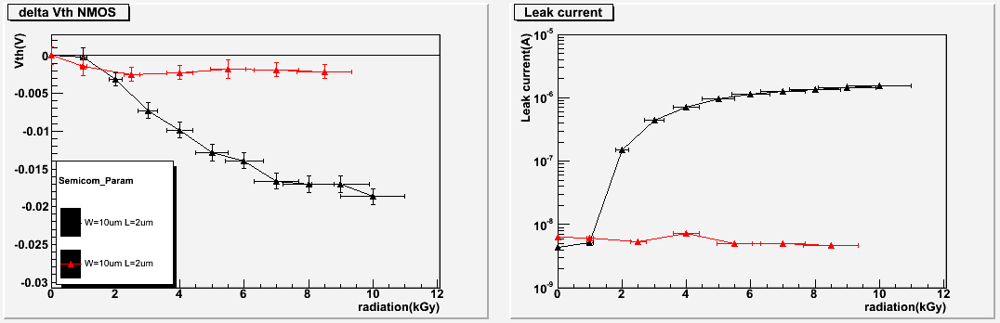 delta Vth NMOS
Vth(V)
0
-0.005
-0.01
-0.015
-0.02
-0.025
-0.03
Semicom_Param
W=10um L=2um
W=10um L=2um
0 2 4 6 8 10 12
radiation(kGy)
Leak current
Leak current(A)
10-5
10-6
10-7
10-8
10-9
0 2 4 6 8 10 12
radiation(kGy)